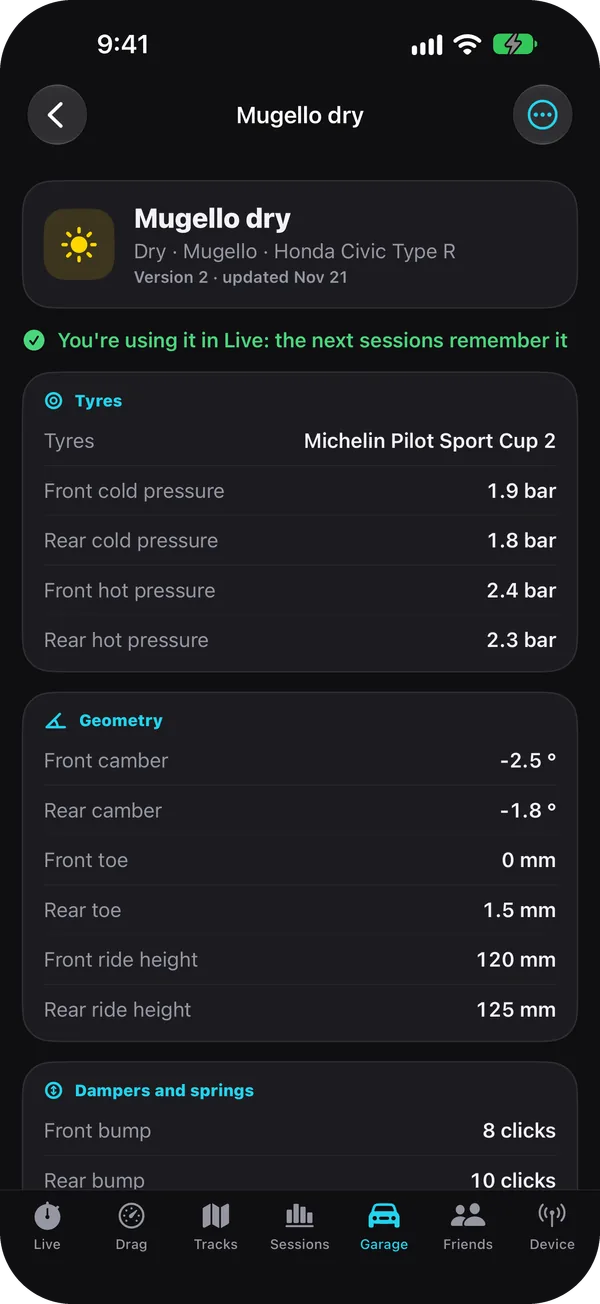 9:41
Mugello dry
Mugello dry
Dry · Mugello · Honda Civic Type R
Version 2 · updated Nov 21
You're using it in Live: the next sessions remember it
Tyres
Tyres Michelin Pilot Sport Cup 2
Front cold pressure 1.9 bar
Rear cold pressure 1.8 bar
Front hot pressure 2.4 bar
Rear hot pressure 2.3 bar
Geometry
Front camber -2.5 °
Rear camber -1.8 °
Front toe 0 mm
Rear toe 1.5 mm
Front ride height 120 mm
Rear ride height 125 mm
Dampers and springs
Front bump 8 clicks
Rear bump 10 clicks
Live Drag Tracks Sessions Garage Friends Device